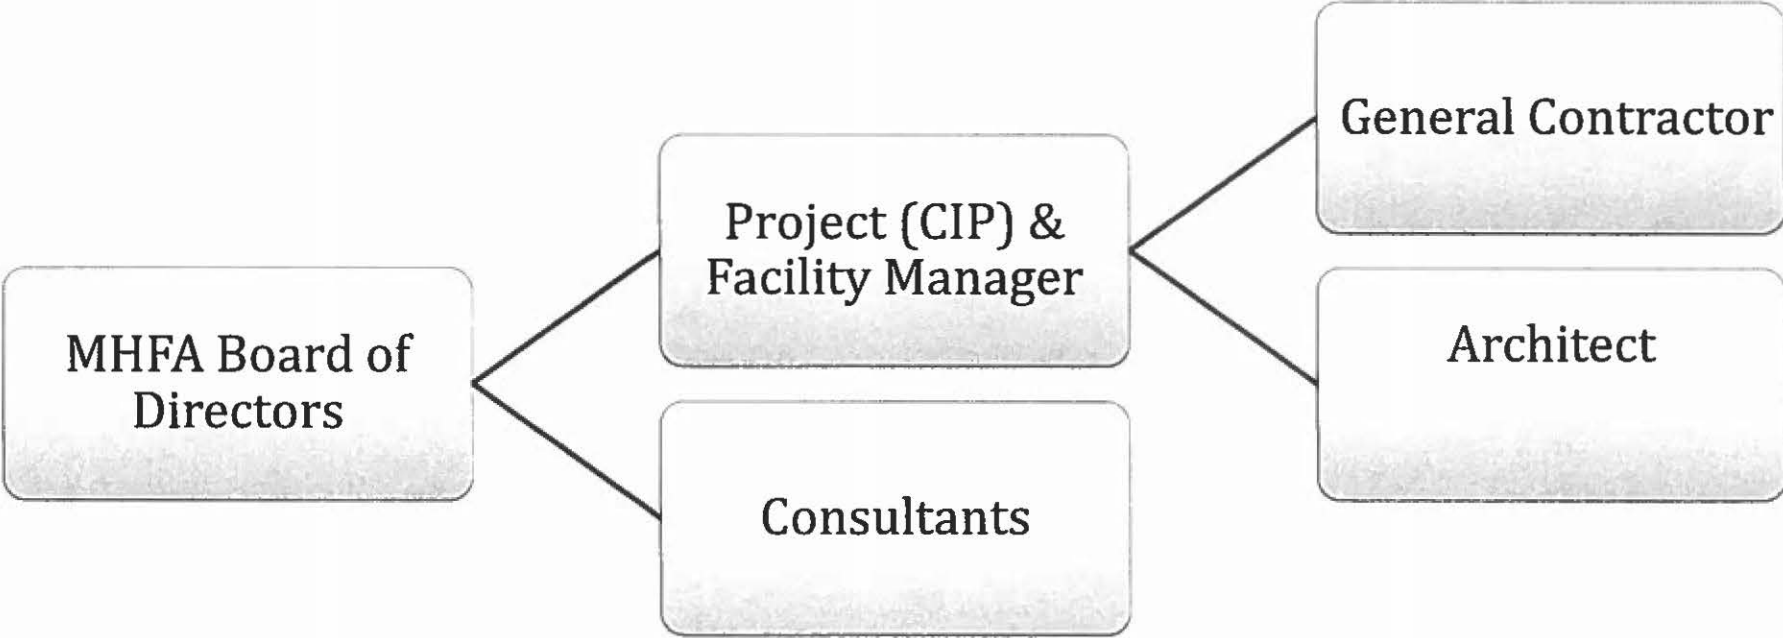 MHFA Board of
Directors
Project (CIP) &
Facility Manager
Consultants
General Contractor
Architect